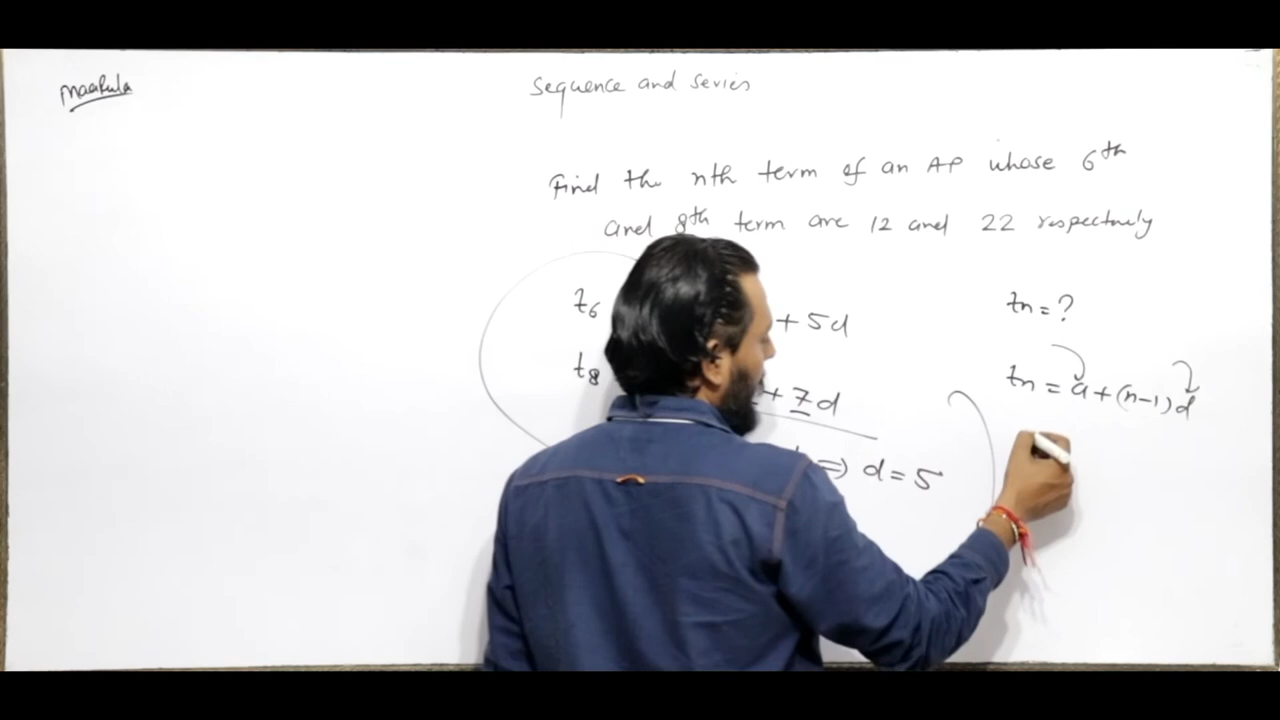 Maarula
Sequence and series
Find the nth term of an AP whose 6th
and 8th term are 12 and 22 respectively
t6
+ 5d
tn = ?
t8
+ 7d
tn = a + (n-1)d
=> d = 5